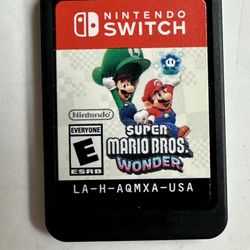 NINTENDO
SWITCH
Nintendo
EVERYONE
E
ESRB
SUPER
MARIO BROS.
WONDER
LA-H-AQMXA-USA